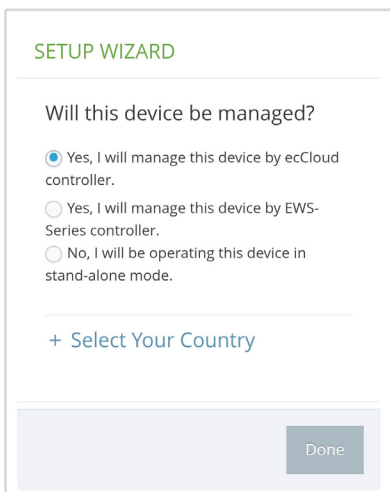 SETUP WIZARD
Will this device be managed?
Yes, I will manage this device by ecCloud
controller.
Yes, I will manage this device by EWS-
Series controller.
No, I will be operating this device in
stand-alone mode.
+ Select Your Country
Done